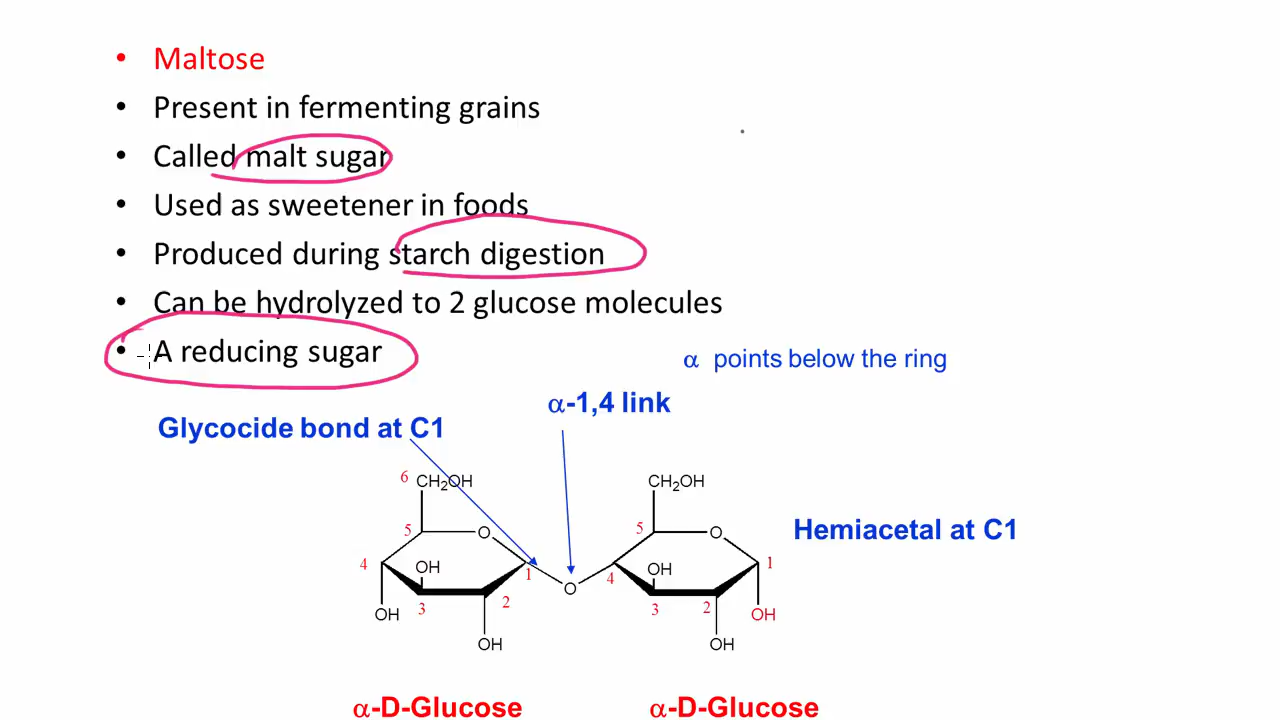 • Maltose
• Present in fermenting grains
• Called malt sugar
• Used as sweetener in foods
• Produced during starch digestion
• Can be hydrolyzed to 2 glucose molecules
• A reducing sugar
α points below the ring
α-1,4 link
Glycocide bond at C1
6 CH₂OH CH₂OH
5 O 5 O Hemiacetal at C1
4 OH 1 4 OH 1
O
OH 3 2 3 2 OH
OH OH
α-D-Glucose α-D-Glucose